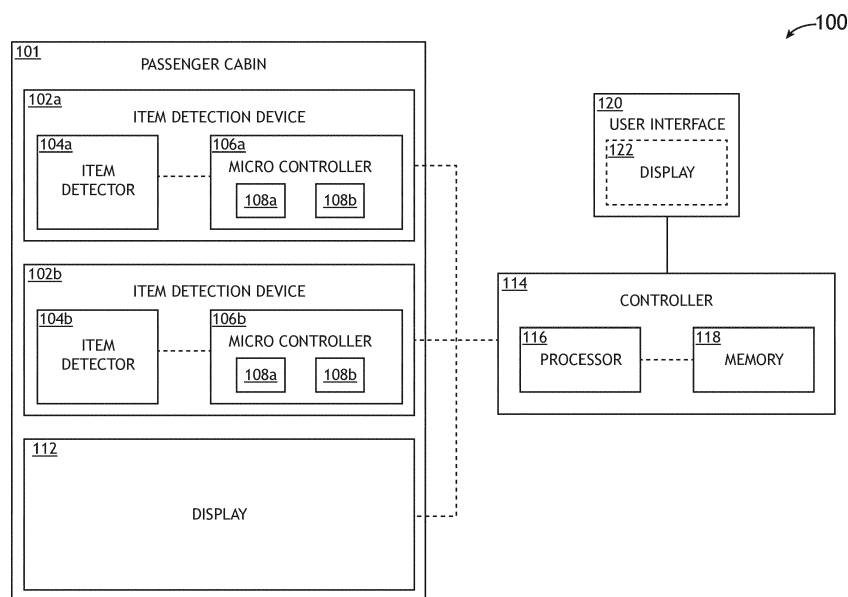 100
101
PASSENGER CABIN
102a
ITEM DETECTION DEVICE
104a
ITEM
DETECTOR
106a
MICRO CONTROLLER
108a
108b
102b
ITEM DETECTION DEVICE
104b
ITEM
DETECTOR
106b
MICRO CONTROLLER
108a
108b
112
DISPLAY
120
USER INTERFACE
122
DISPLAY
114
CONTROLLER
116
PROCESSOR
118
MEMORY